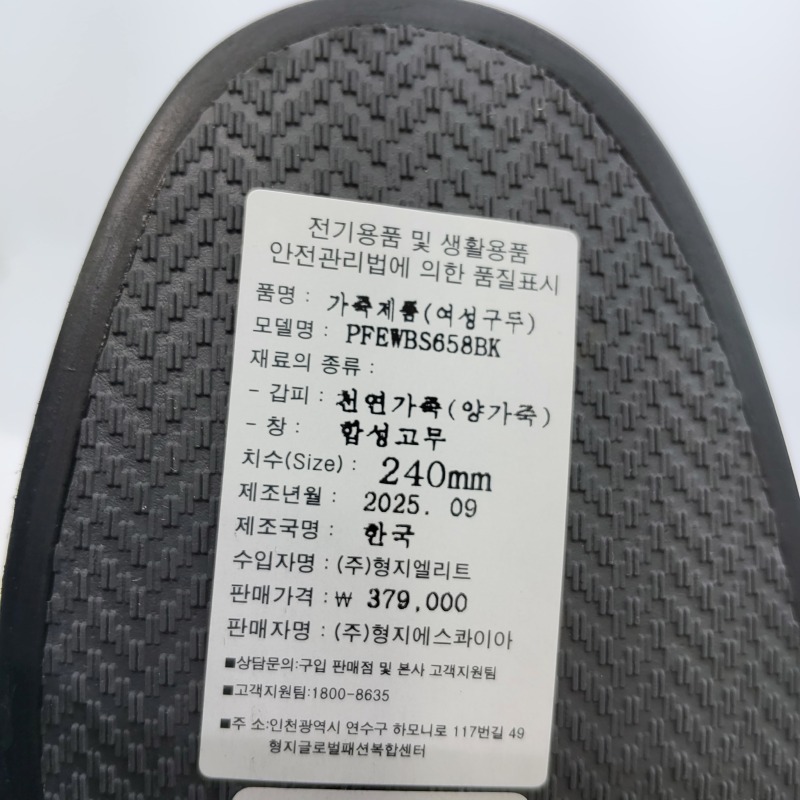 전기용품 및 생활용품
안전관리법에 의한 품질표시
품명 : 가죽제품(여성구두)
모델명 : PFEWBS658BK
재료의 종류 :
- 갑피 : 천연가죽(양가죽)
- 창 : 합성고무
치수(Size) : 240mm
제조년월 : 2025. 09
제조국명 : 한국
수입자명 : (주)형지엘리트
판매가격 : ₩ 379,000
판매자명 : (주)형지에스콰이아
■상담문의:구입 판매점 및 본사 고객지원팀
■고객지원팀:1800-8635
■주 소:인천광역시 연수구 하모니로 117번길 49
형지글로벌패션복합센터